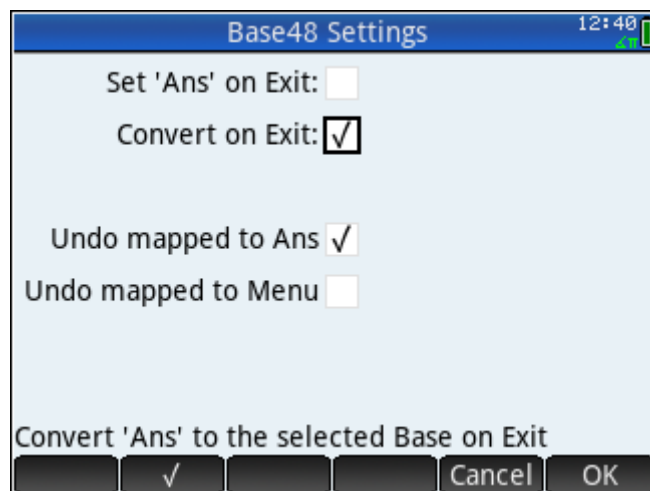 Base48 Settings
12:40
∡π
Set 'Ans' on Exit:
Convert on Exit: √
Undo mapped to Ans √
Undo mapped to Menu
Convert 'Ans' to the selected Base on Exit
√ Cancel OK